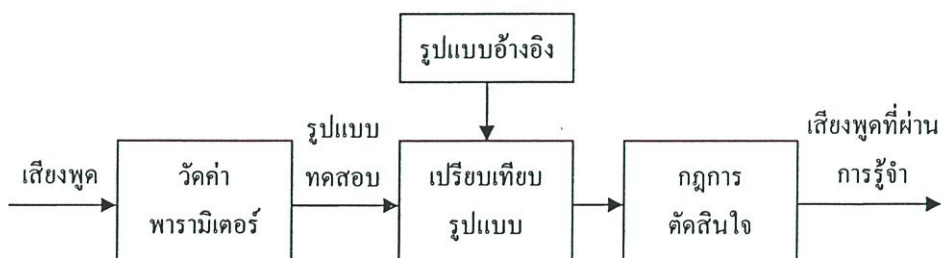 รูปแบบอ้างอิง
เสียงพูด
วัดค่า
พารามิเตอร์
รูปแบบ
ทดสอบ
เปรียบเทียบ
รูปแบบ
กฎการ
ตัดสินใจ
เสียงพูดที่ผ่าน
การรู้จำ